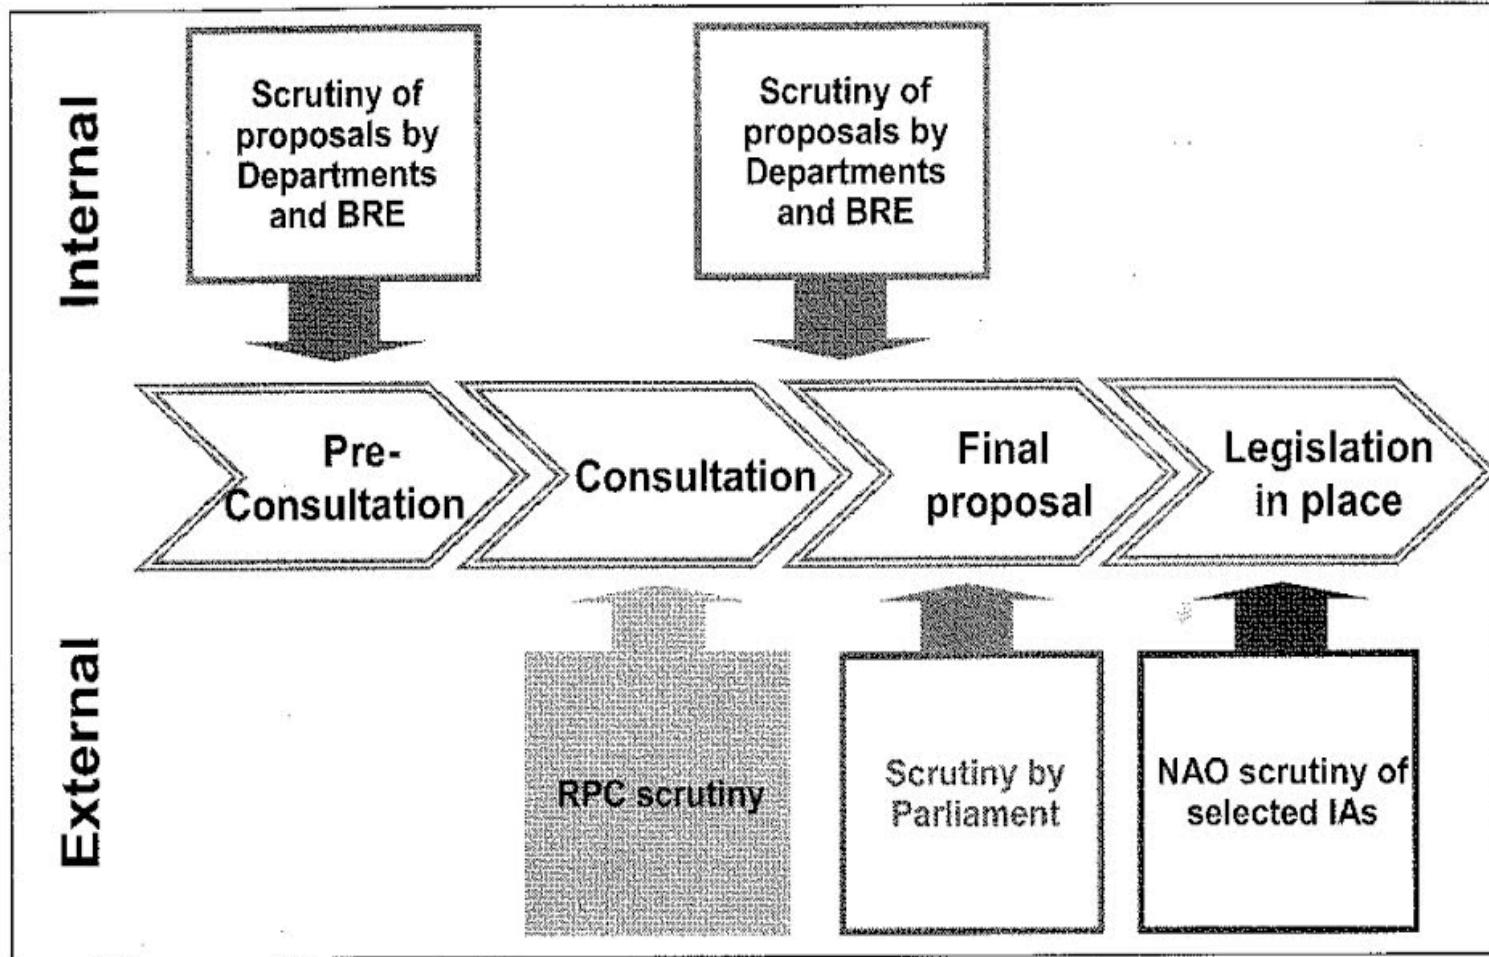 Internal
Scrutiny of
proposals by
Departments
and BRE
Scrutiny of
proposals by
Departments
and BRE
Pre-
Consultation
Consultation
Final
proposal
Legislation
in place
External
RPC scrutiny
Scrutiny by
Parliament
NAO scrutiny of
selected IAs